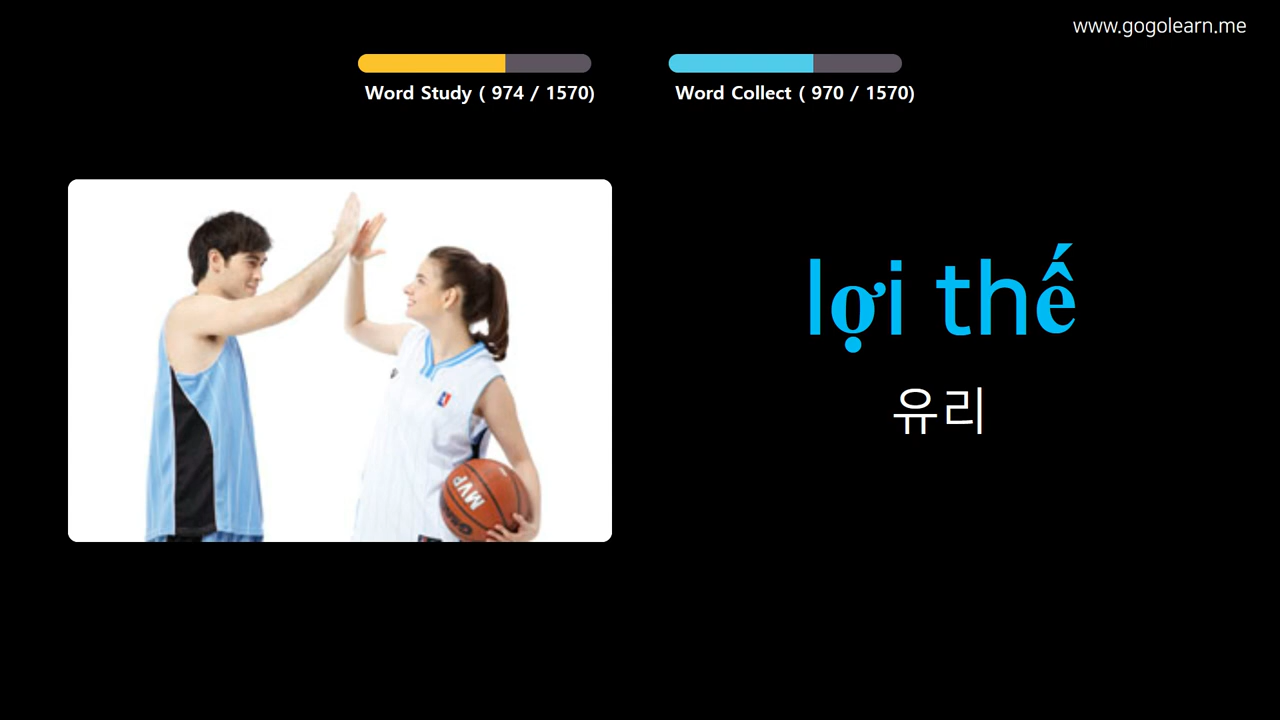 www.gogolearn.me
Word Study ( 974 / 1570)
Word Collect ( 970 / 1570)
lợi thế
유리
MVP